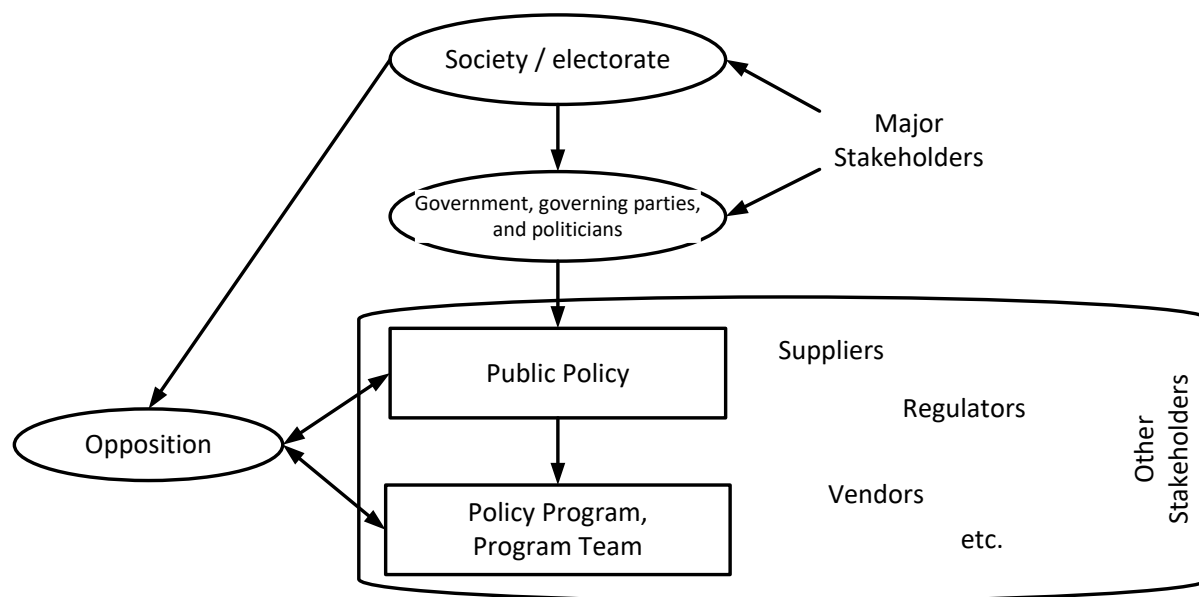 Society / electorate
Major
Stakeholders
Government, governing parties,
and politicians
Public Policy
Suppliers
Regulators
Other
Stakeholders
Opposition
Vendors
Policy Program,
Program Team
etc.